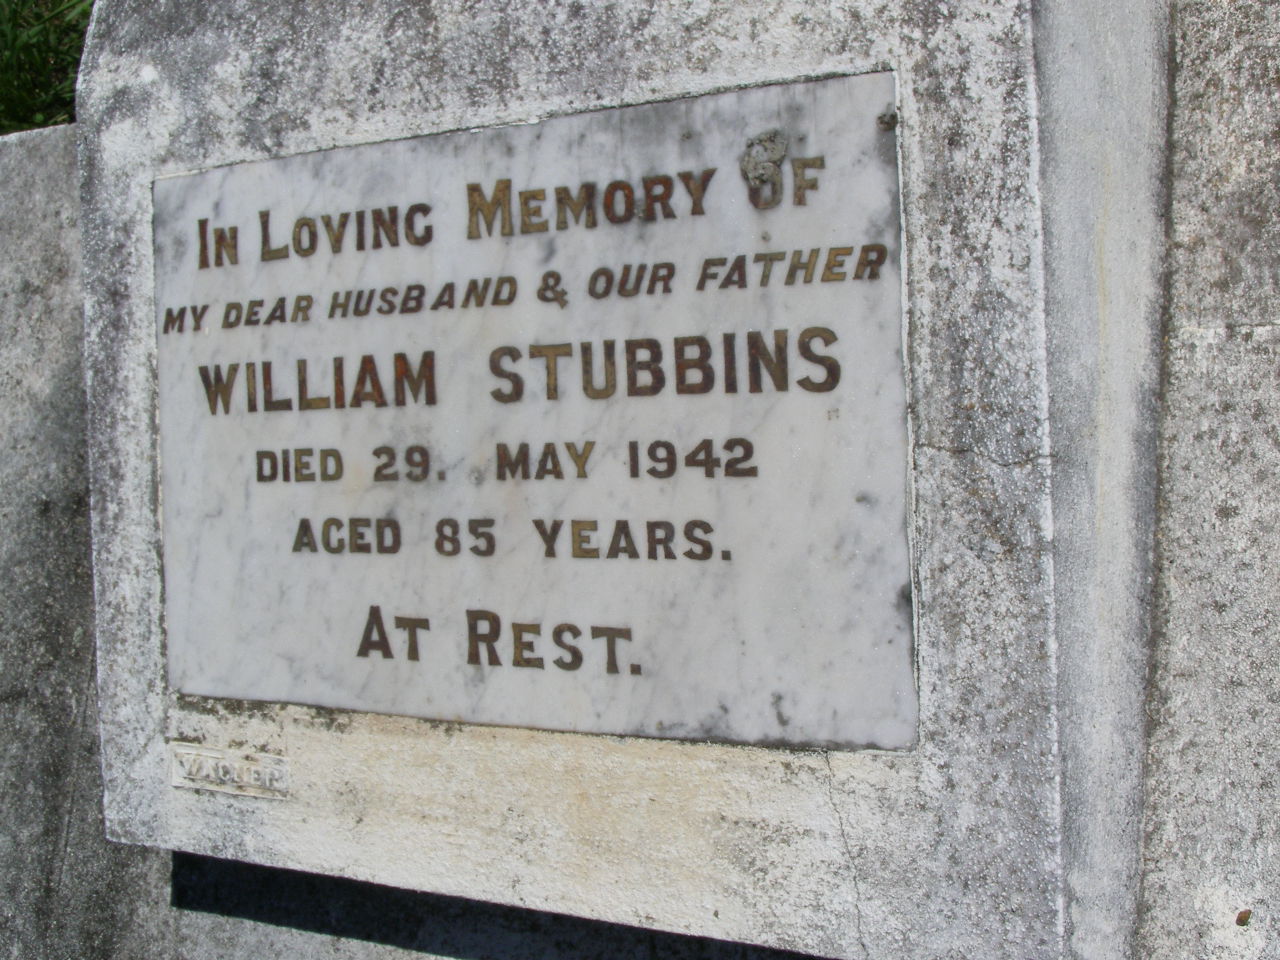 IN LOVING MEMORY OF
MY DEAR HUSBAND & OUR FATHER
WILLIAM STUBBINS
DIED 29. MAY 1942
AGED 85 YEARS.
AT REST.
WAGNER